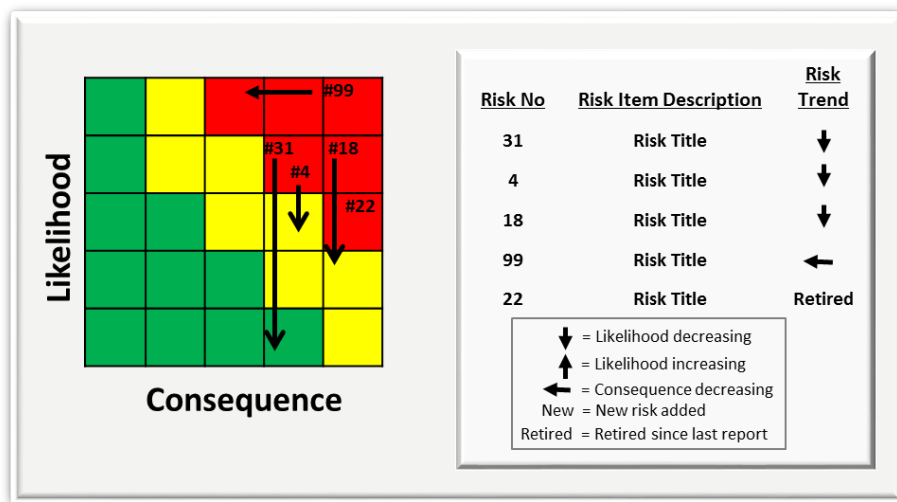 #99
#31
#18
#4
#22
Likelihood
Consequence
Risk No Risk Item Description Risk Trend
31 Risk Title
4 Risk Title
18 Risk Title
99 Risk Title
22 Risk Title Retired
= Likelihood decreasing
= Likelihood increasing
= Consequence decreasing
New = New risk added
Retired = Retired since last report